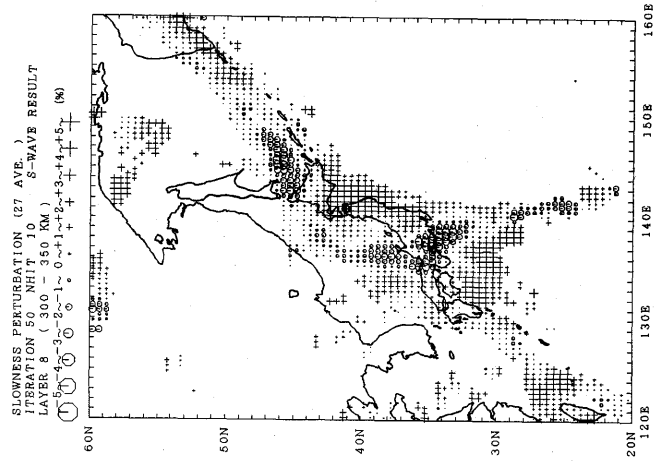 SLOWNESS PERTURBATION (27 AVE. )
ITERATION 50 NHIT 10 S-WAVE RESULT
LAYER 8 ( 300 - 350 KM )
-5~-4~-3~-2~-1~ 0~+1~+2~+3~+4~+5~ (%)
60N
50N
40N
30N
20N
120E
130E
140E
150E
160E